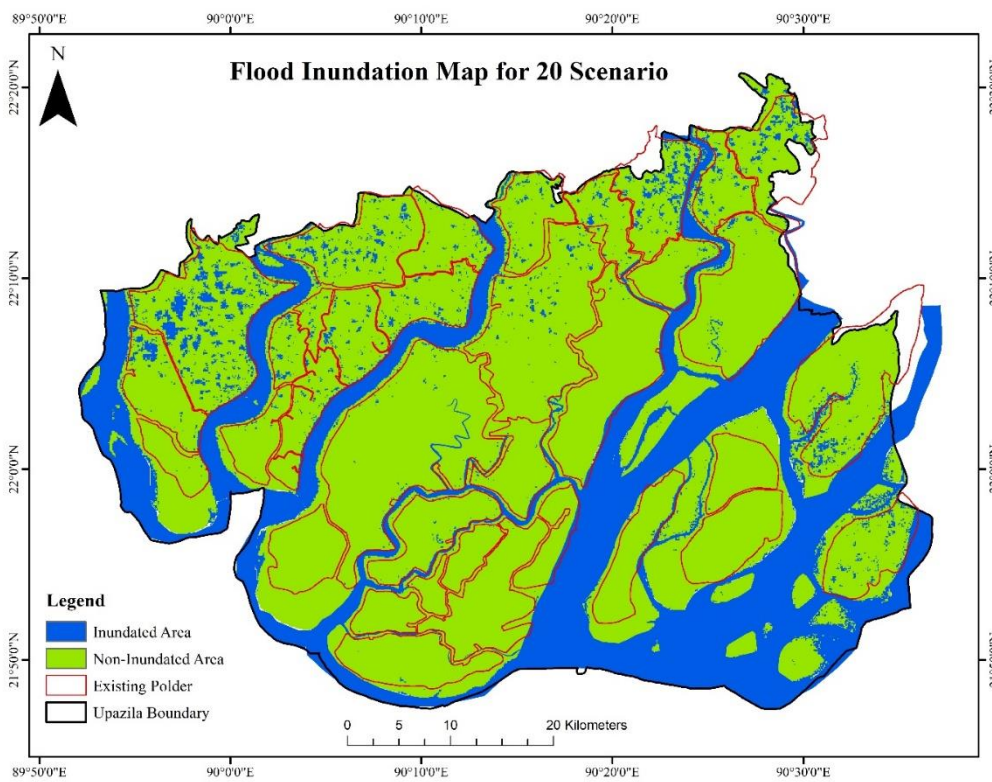 89°50'0"E 90°0'0"E 90°10'0"E 90°20'0"E 90°30'0"E
N
Flood Inundation Map for 20 Scenario
22°20'0"N
22°10'0"N
22°0'0"N
21°50'0"N
Legend
Inundated Area
Non-Inundated Area
Existing Polder
Upazila Boundary
0 5 10 20 Kilometers
89°50'0"E 90°0'0"E 90°10'0"E 90°20'0"E 90°30'0"E